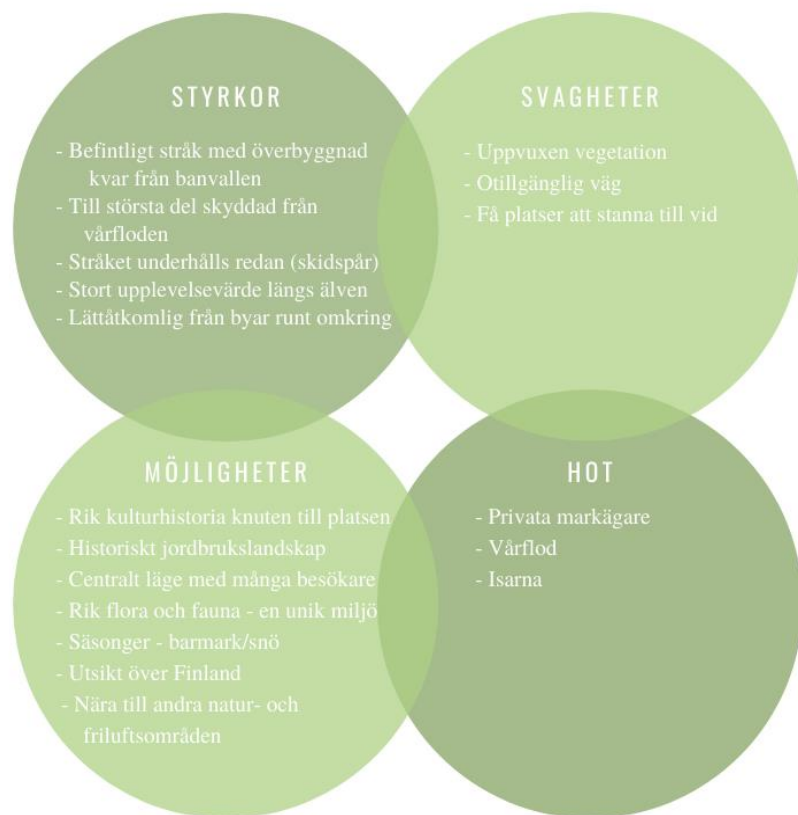 STYRKOR
- Befintligt stråk med överbyggnad
kvar från banvallen
- Till största del skyddad från
vårfloden
- Stråket underhålls redan (skidspår)
- Stort upplevelsevärde längs älven
- Lättåtkomlig från byar runt omkring
SVAGHETER
- Uppvuxen vegetation
- Otillgänglig väg
- Få platser att stanna till vid
MÖJLIGHETER
- Rik kulturhistoria knuten till platsen
- Historiskt jordbrukslandskap
- Centralt läge med många besökare
- Rik flora och fauna - en unik miljö
- Säsonger - barmark/snö
- Utsikt över Finland
- Nära till andra natur- och
friluftsområden
HOT
- Privata markägare
- Vårflod
- Isarna